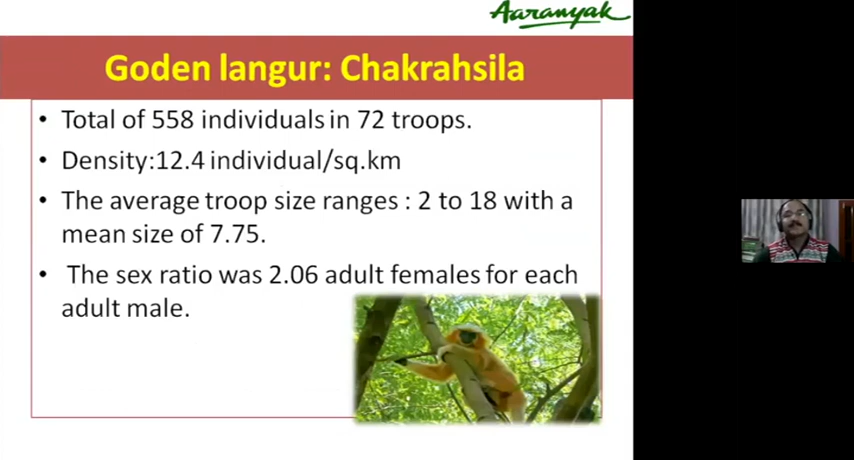 Aaranyak
Goden langur: Chakrahsila
• Total of 558 individuals in 72 troops.
• Density:12.4 individual/sq.km
• The average troop size ranges : 2 to 18 with a
mean size of 7.75.
• The sex ratio was 2.06 adult females for each
adult male.